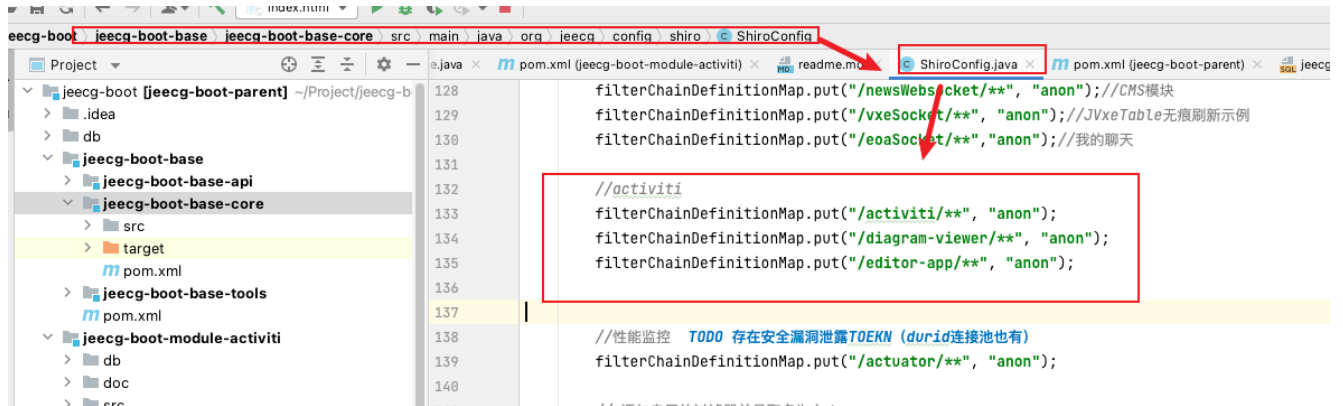 index.html
eecg-boot jeecg-boot-base jeecg-boot-base-core src main java org jeecg config shiro ShiroConfig
Project
e.java pom.xml (jeecg-boot-module-activiti) readme.md ShiroConfig.java pom.xml (jeecg-boot-parent) jeecg
jeecg-boot [jeecg-boot-parent] ~/Project/jeecg-b
.idea
db
jeecg-boot-base
jeecg-boot-base-api
jeecg-boot-base-core
src
target
pom.xml
jeecg-boot-base-tools
pom.xml
jeecg-boot-module-activiti
db
doc
src
128 filterChainDefinitionMap.put("/newsWebsocket/**", "anon");//CMS模块
129 filterChainDefinitionMap.put("/vxeSocket/**", "anon");//JVxeTable无痕刷新示例
130 filterChainDefinitionMap.put("/eoaSocket/**","anon");//我的聊天
131
132 //activiti
133 filterChainDefinitionMap.put("/activiti/**", "anon");
134 filterChainDefinitionMap.put("/diagram-viewer/**", "anon");
135 filterChainDefinitionMap.put("/editor-app/**", "anon");
136
137
138 //性能监控 TODO 存在安全漏洞泄露TOEKN（durid连接池也有）
139 filterChainDefinitionMap.put("/actuator/**", "anon");
140